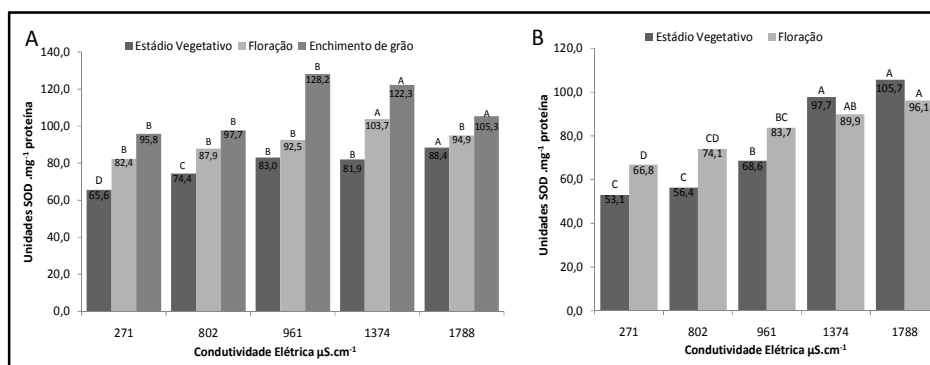 A
Estádio Vegetativo Floração Enchimento de grão
Unidades SOD .mg⁻¹ proteína
140,0
120,0
100,0
80,0
60,0
40,0
20,0
0,0
D B B
65,6 82,4 95,8
C B B
74,4 87,9 97,7
B B B
83,0 92,5 128,2
B A A
81,9 103,7 122,3
A B A
88,4 94,9 105,3
271 802 961 1374 1788
Condutividade Elétrica µS.cm⁻¹
B
Estádio Vegetativo Floração
Unidades SOD .mg⁻¹ proteína
120,0
100,0
80,0
60,0
40,0
20,0
0,0
C D
53,1 66,8
C CD
56,4 74,1
B BC
68,6 83,7
A AB
97,7 89,9
A A
105,7 96,1
271 802 961 1374 1788
Condutividade Elétrica µS.cm⁻¹